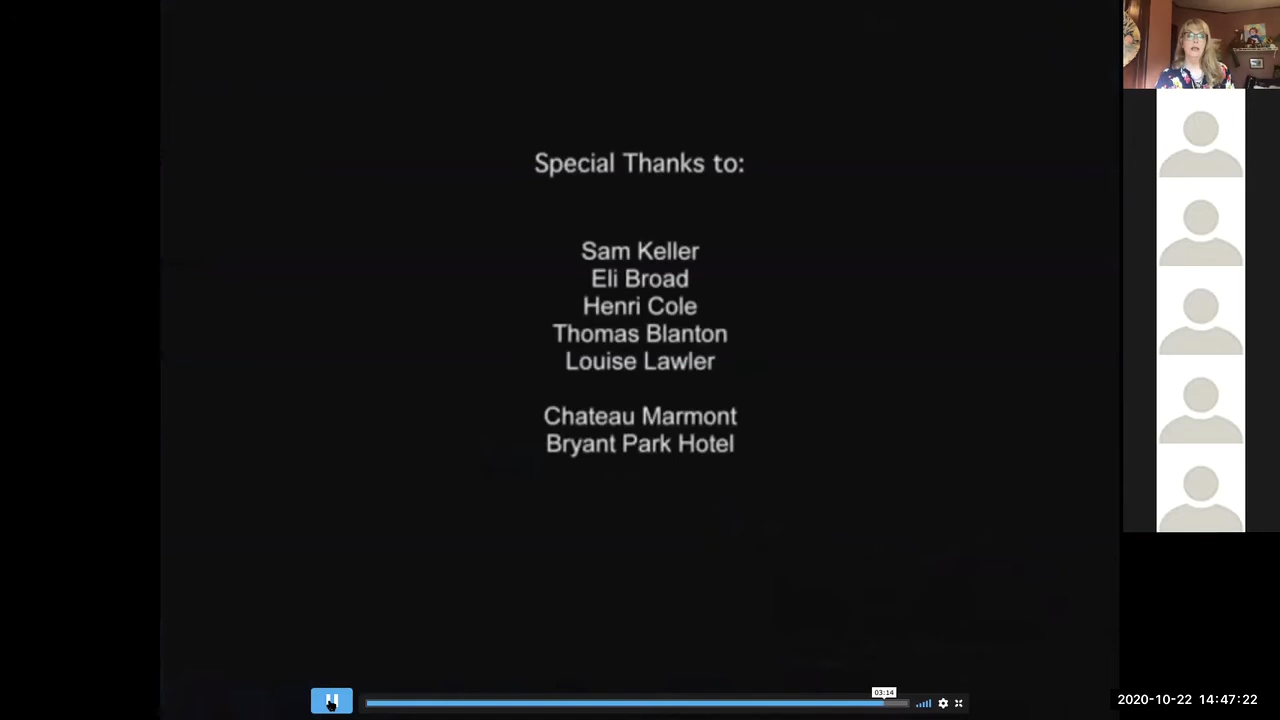 Special Thanks to:
Sam Keller
Eli Broad
Henri Cole
Thomas Blanton
Louise Lawler
Chateau Marmont
Bryant Park Hotel
03:14
2020-10-22 14:47:22